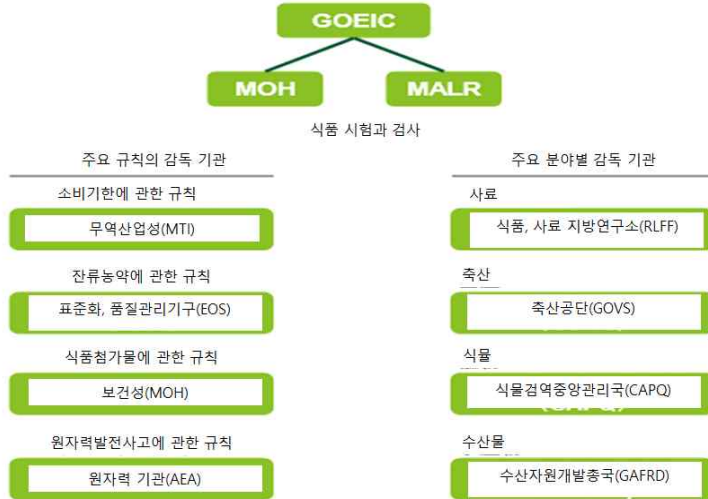 GOEIC
MOH
MALR
식품 시험과 검사
주요 규칙의 감독 기관
소비기한에 관한 규칙
무역산업성(MTI)
잔류농약에 관한 규칙
표준화, 품질관리기구(EOS)
식품첨가물에 관한 규칙
보건성(MOH)
원자력발전사고에 관한 규칙
원자력 기관(AEA)
주요 분야별 감독 기관
사료
식품, 사료 지방연구소(RLFF)
축산
축산공단(GOVS)
식물
식물검역중앙관리국(CAPQ)
수산물
수산자원개발총국(GAFRD)